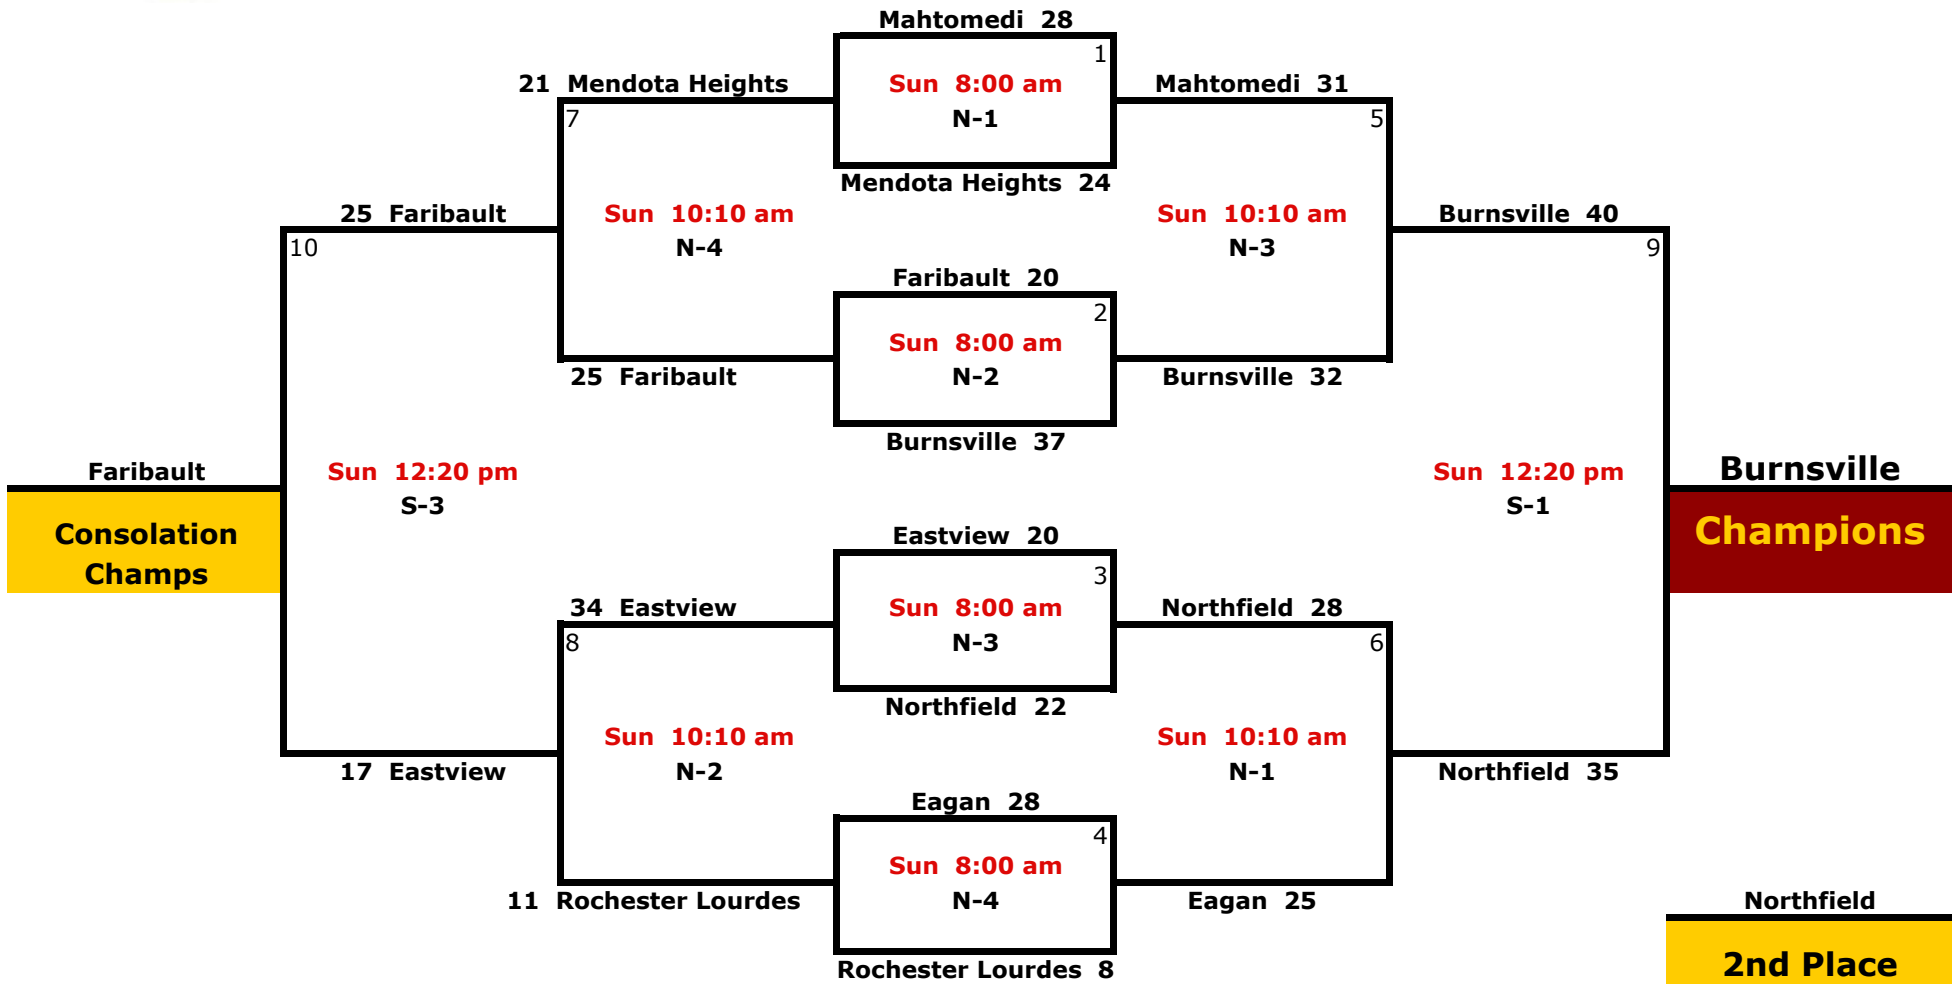 Mahtomedi 28
1
21 Mendota Heights
Sun 8:00 am
Mahtomedi 31
7
N-1
5
Mendota Heights 24
25 Faribault
Sun 10:10 am
Sun 10:10 am
Burnsville 40
10
N-4
N-3
9
Faribault 20
2
Sun 8:00 am
25 Faribault
N-2
Burnsville 32
Burnsville 37
Faribault
Sun 12:20 pm
Sun 12:20 pm
Burnsville
S-3
S-1
Consolation
Champs
Champions
Eastview 20
3
34 Eastview
Sun 8:00 am
Northfield 28
8
N-3
6
Northfield 22
Sun 10:10 am
Sun 10:10 am
17 Eastview
N-2
N-1
Northfield 35
Eagan 28
4
Sun 8:00 am
11 Rochester Lourdes
N-4
Eagan 25
Northfield
Rochester Lourdes 8
2nd Place